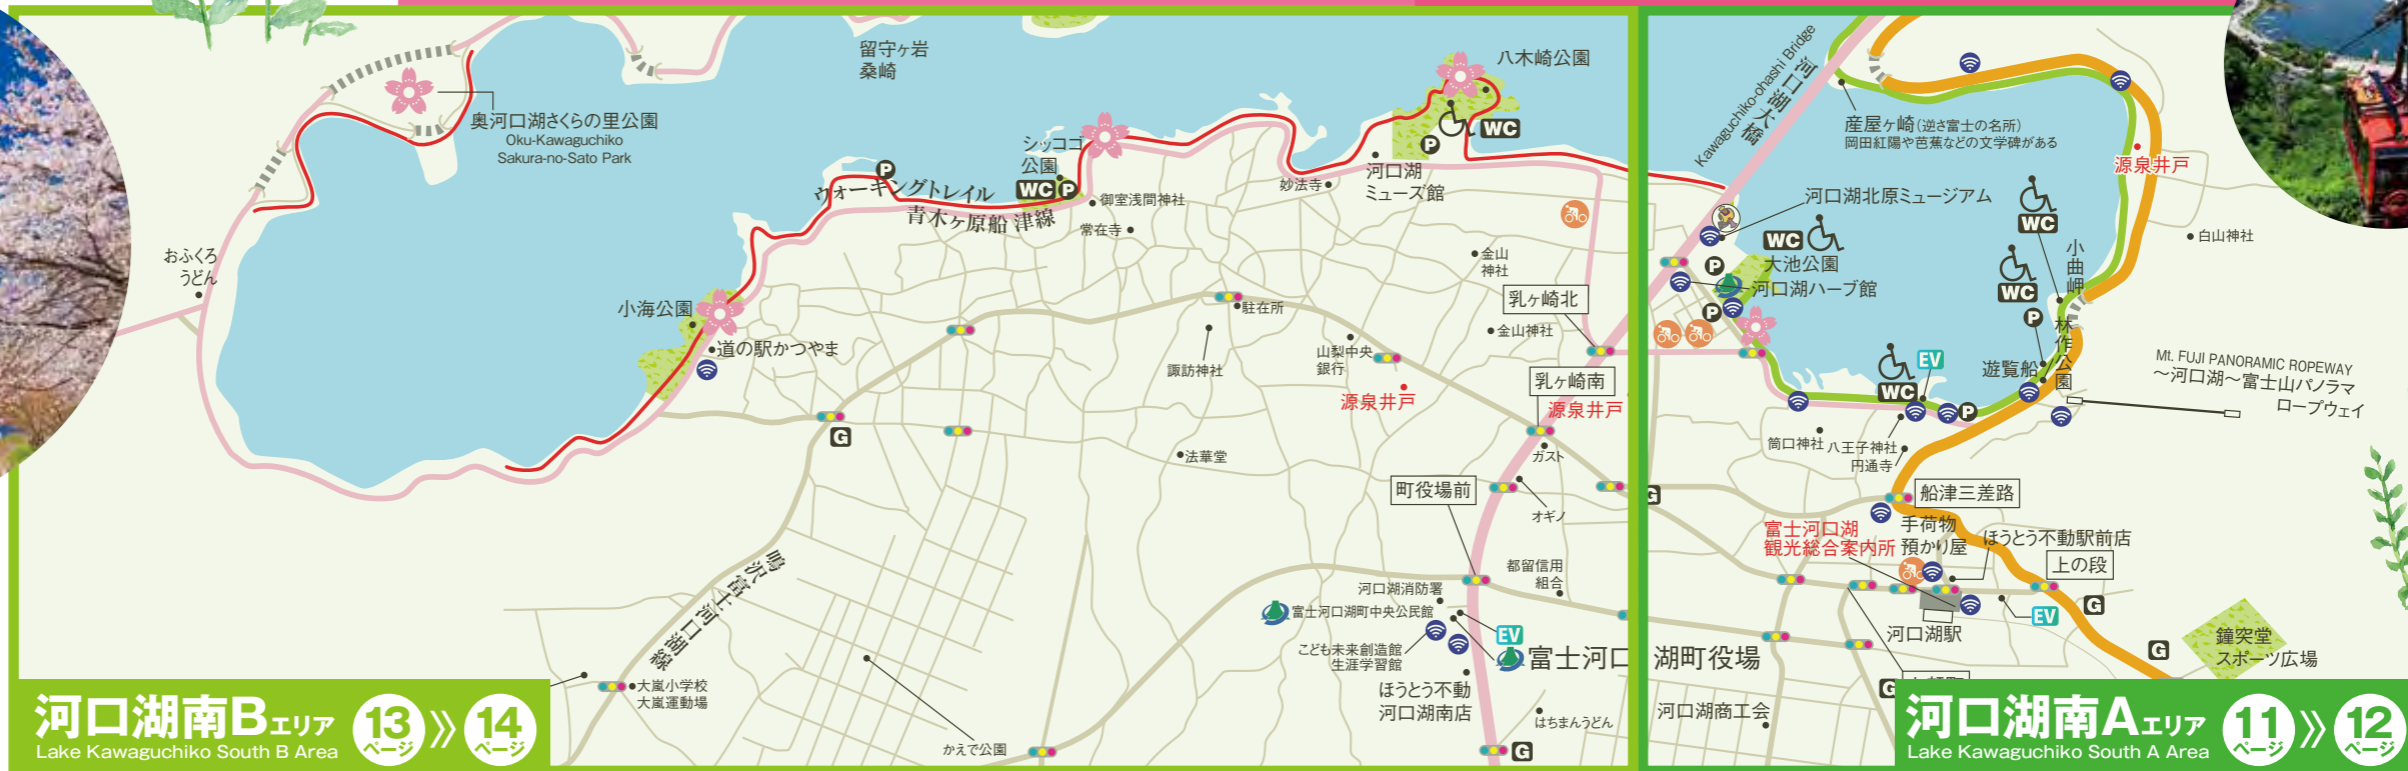 留守ヶ岩
桑崎
八木崎公園
WC
P
奥河口湖さくらの里公園
Oku-Kawaguchiko
Sakura-no-Sato Park
シッコゴ
公園
WC P
P
ウォーキングトレイル
青木ヶ原船津線
御室浅間神社
常在寺
妙法寺
河口湖
ミューズ館
おふくろ
うどん
小海公園
道の駅かつやま
駐在所
諏訪神社
金山
神社
乳ヶ崎北
金山神社
山梨中央
銀行
源泉井戸
乳ヶ崎南
源泉井戸
G
法華堂
ガスト
町役場前
オギノ
都留信用
組合
河口湖消防署
富士河口湖町中央公民館
EV
こども未来創造館
生涯学習館
富士河口湖町役場
ほうとう不動
河口湖南店
はちまんうどん
G
鳴沢富士河口湖線
大嵐小学校
大嵐運動場
かえで公園
河口湖南Bエリア
Lake Kawaguchiko South B Area
13
ページ
14
ページ
Kawaguchiko-ohashi Bridge
河口湖大橋
産屋ヶ崎(逆さ富士の名所)
岡田紅陽や芭蕉などの文学碑がある
源泉井戸
河口湖北原ミュージアム
WC
P
大池公園
河口湖ハーブ館
P
WC
WC
小曲岬
白山神社
P
林作公園
遊覧船
EV
WC
P
Mt. FUJI PANORAMIC ROPEWAY
～河口湖～富士山パノラマ
ロープウェイ
筒口神社
八王子神社
円通寺
G
船津三差路
富士河口湖
観光総合案内所
手荷物
預かり屋
ほうとう不動駅前店
上の段
G
EV
河口湖駅
鐘突堂
スポーツ広場
G
G
河口湖商工会
河口湖南Aエリア
Lake Kawaguchiko South A Area
11
ページ
12
ページ